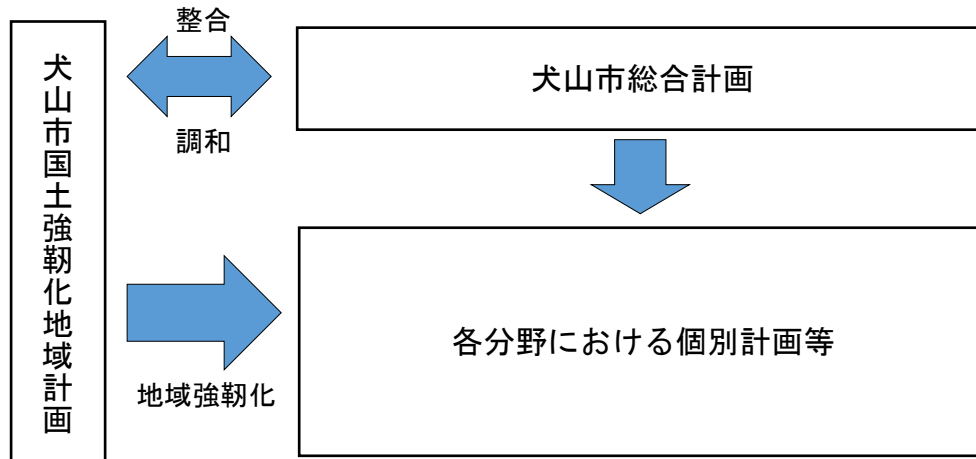 犬山市国土強靭化地域計画
整合
調和
犬山市総合計画
地域強靭化
各分野における個別計画等